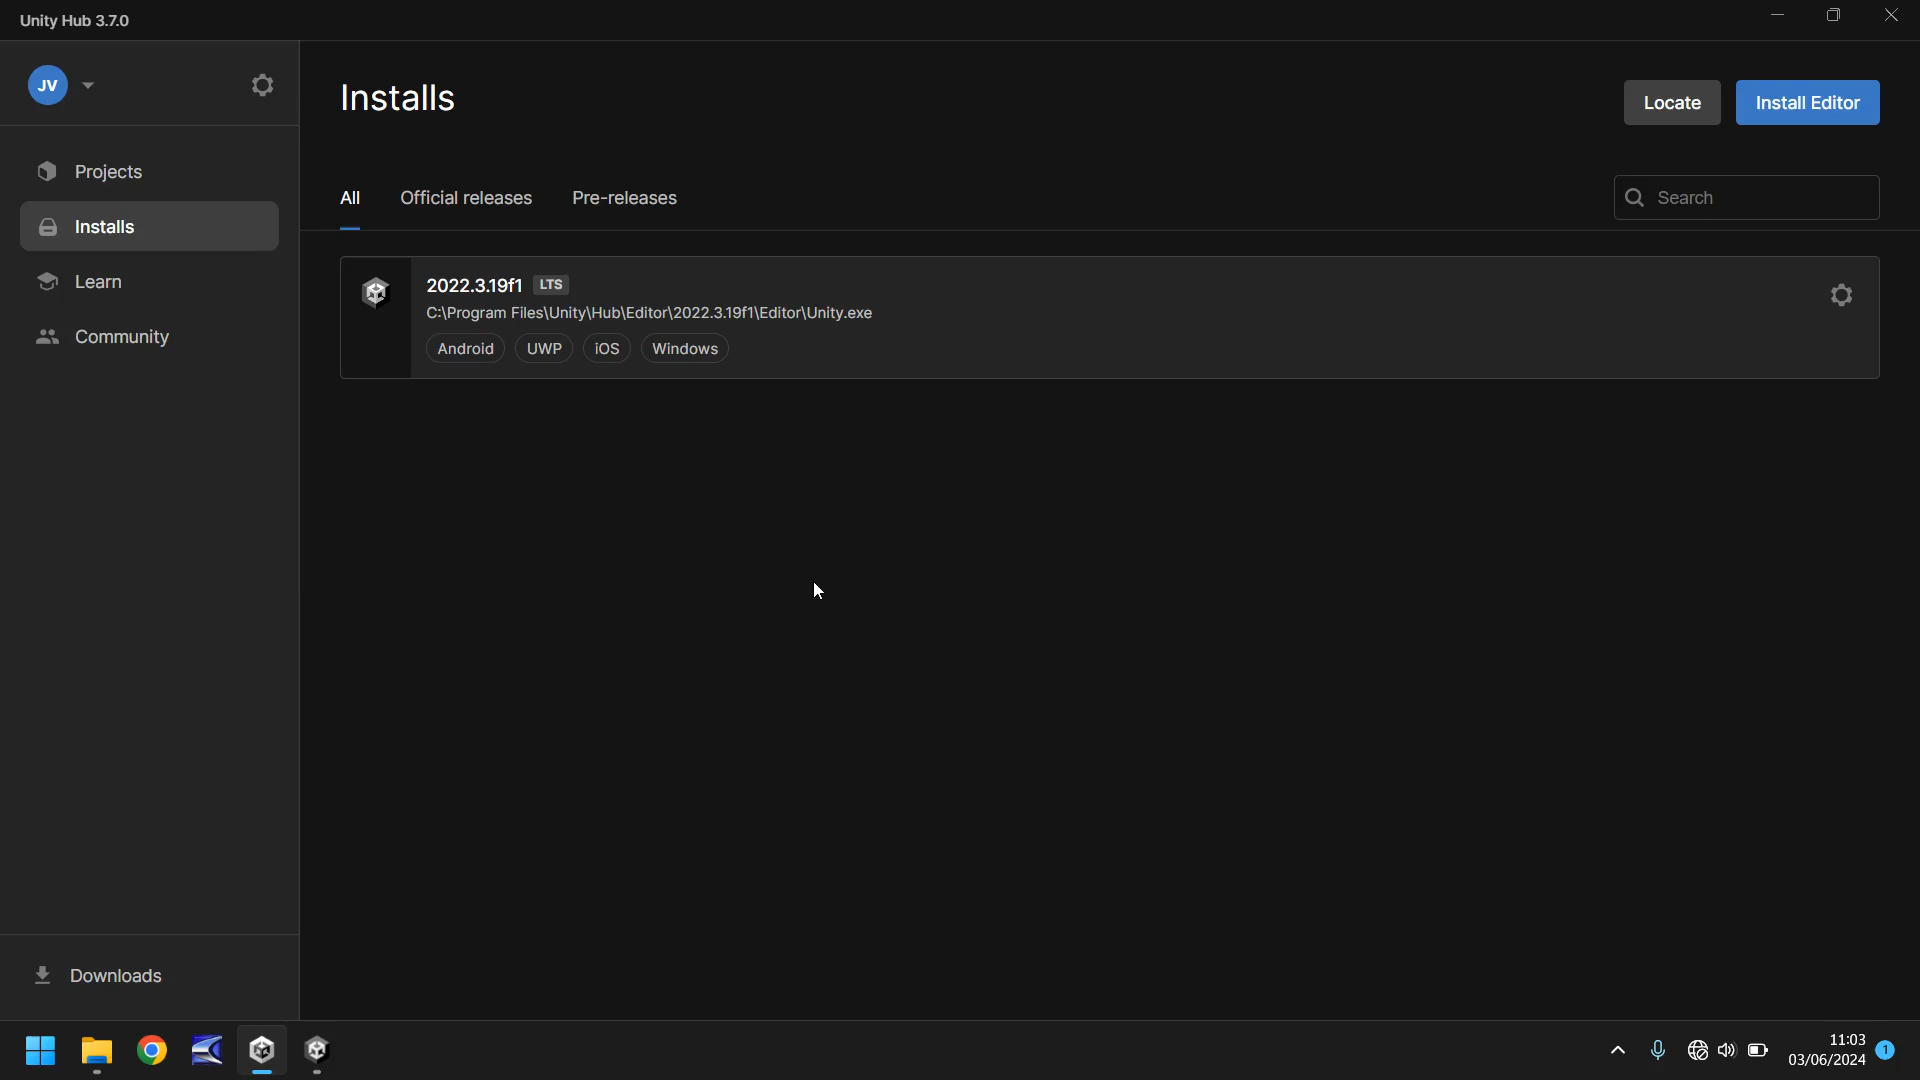 Unity Hub 3.7.0
JV
Installs
Locate
Install Editor
Projects
Installs
Learn
Community
All
Official releases
Pre-releases
Search
2022.3.19f1 LTS
C:\Program Files\Unity\Hub\Editor\2022.3.19f1\Editor\Unity.exe
Android UWP iOS Windows
Downloads
11:03
03/06/2024
1